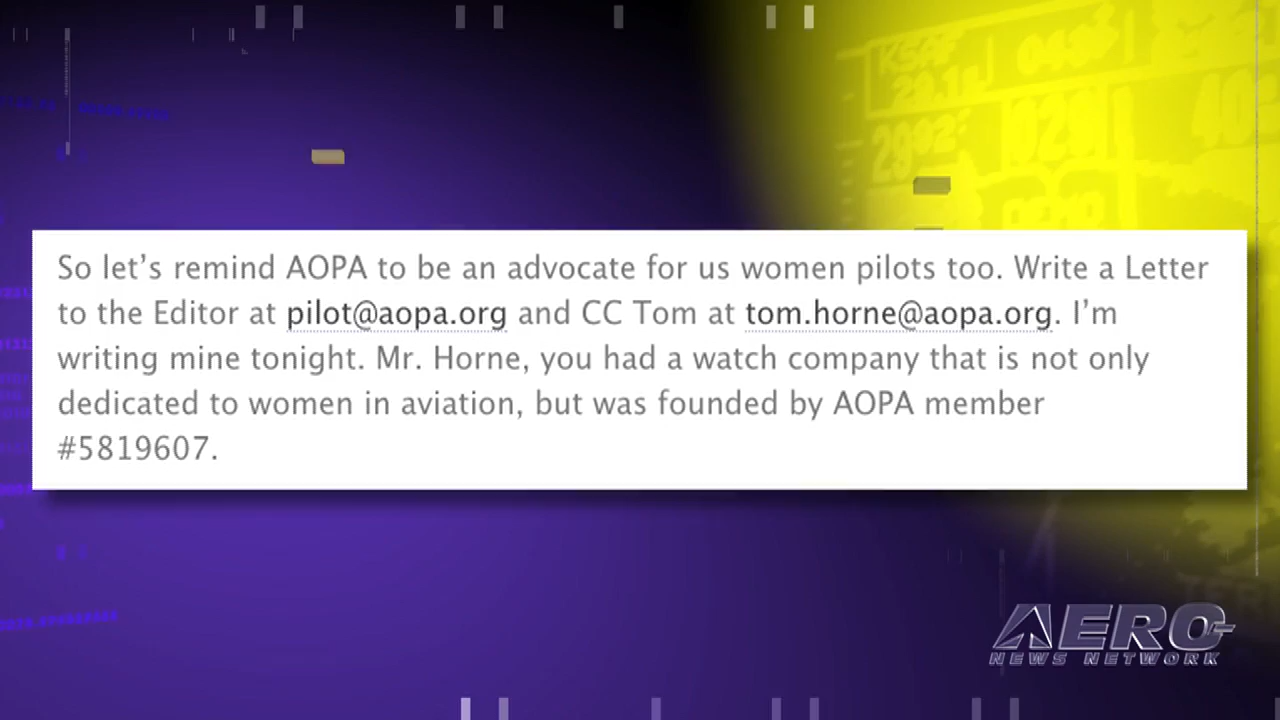 So let’s remind AOPA to be an advocate for us women pilots too. Write a Letter
to the Editor at pilot@aopa.org and CC Tom at tom.horne@aopa.org. I’m
writing mine tonight. Mr. Horne, you had a watch company that is not only
dedicated to women in aviation, but was founded by AOPA member
#5819607.
AERO
NEWS NETWORK